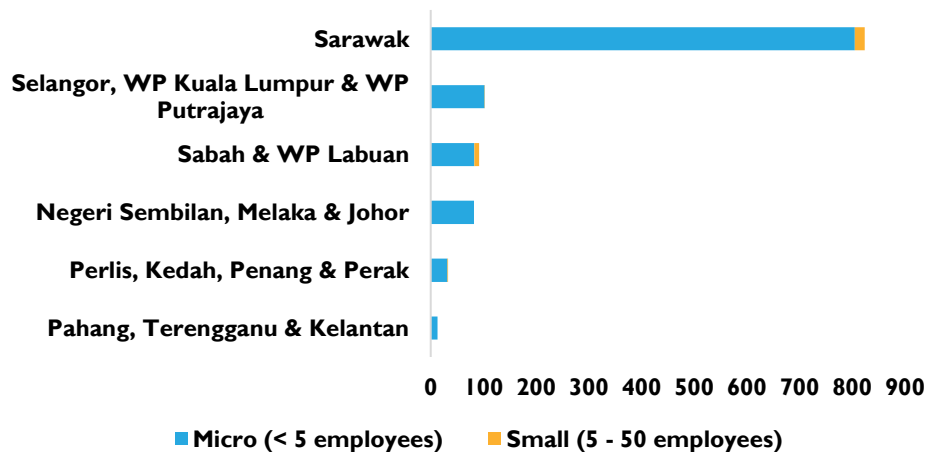 Sarawak
Selangor, WP Kuala Lumpur & WP
Putrajaya
Sabah & WP Labuan
Negeri Sembilan, Melaka & Johor
Perlis, Kedah, Penang & Perak
Pahang, Terengganu & Kelantan
0 100 200 300 400 500 600 700 800 900
Micro (< 5 employees) Small (5 - 50 employees)